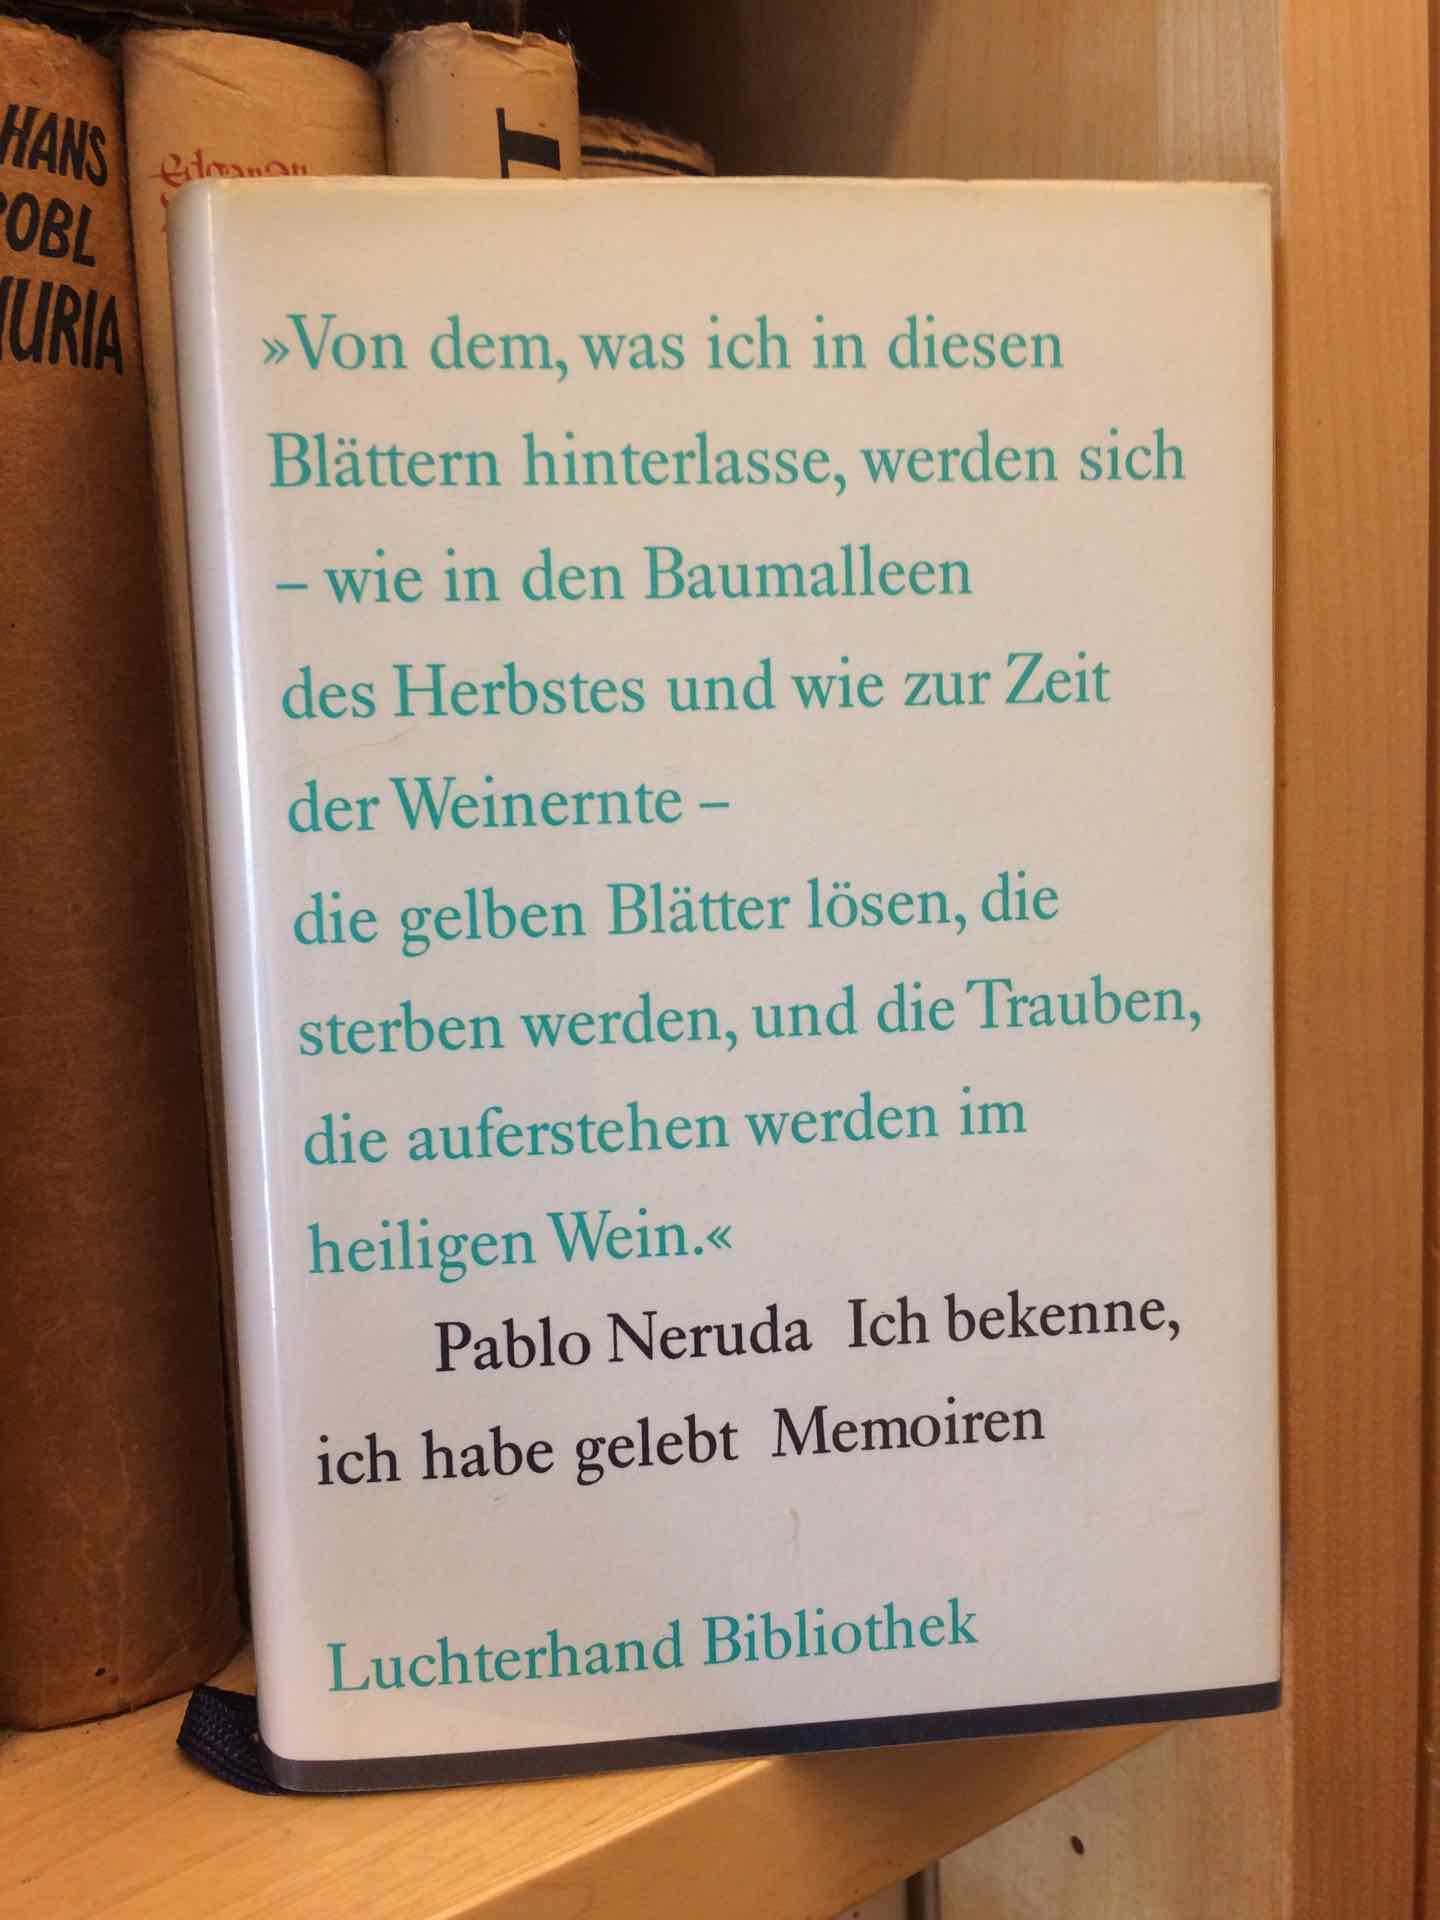 HANS
»Von dem, was ich in diesen
Blättern hinterlasse, werden sich
– wie in den Baumalleen
des Herbstes und wie zur Zeit
der Weinernte –
die gelben Blätter lösen, die
sterben werden, und die Trauben,
die auferstehen werden im
heiligen Wein.«
Pablo Neruda Ich bekenne,
ich habe gelebt Memoiren
Luchterhand Bibliothek